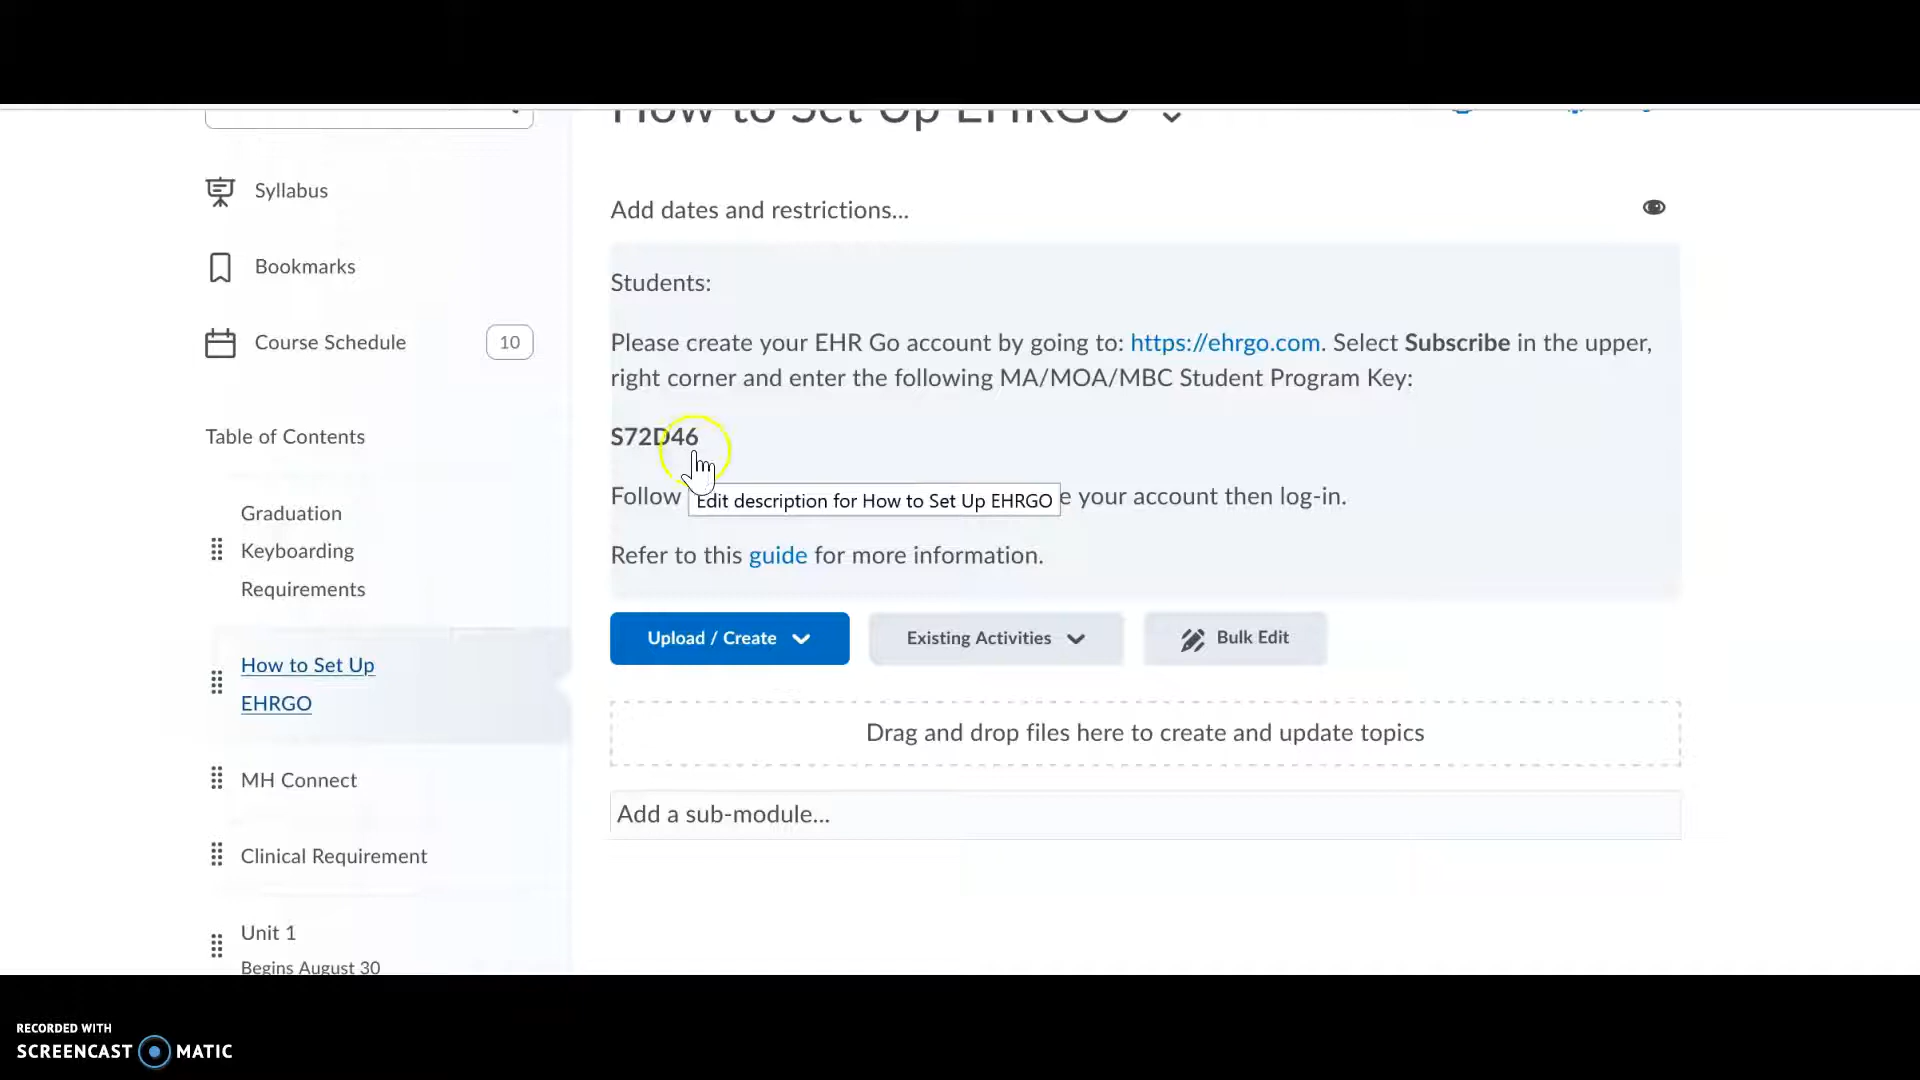 How to Set Up EHRGO
Syllabus
Add dates and restrictions...
Bookmarks
Students:
Course Schedule
10
Please create your EHR Go account by going to: https://ehrgo.com. Select Subscribe in the upper,
right corner and enter the following MA/MOA/MBC Student Program Key:
Table of Contents
S72D46
Graduation
Keyboarding
Requirements
Follow
Edit description for How to Set Up EHRGO
e your account then log-in.
Refer to this guide for more information.
Upload / Create
Existing Activities
Bulk Edit
How to Set Up
EHRGO
Drag and drop files here to create and update topics
MH Connect
Add a sub-module...
Clinical Requirement
Unit 1
Begins August 30
RECORDED WITH
SCREENCAST MATIC